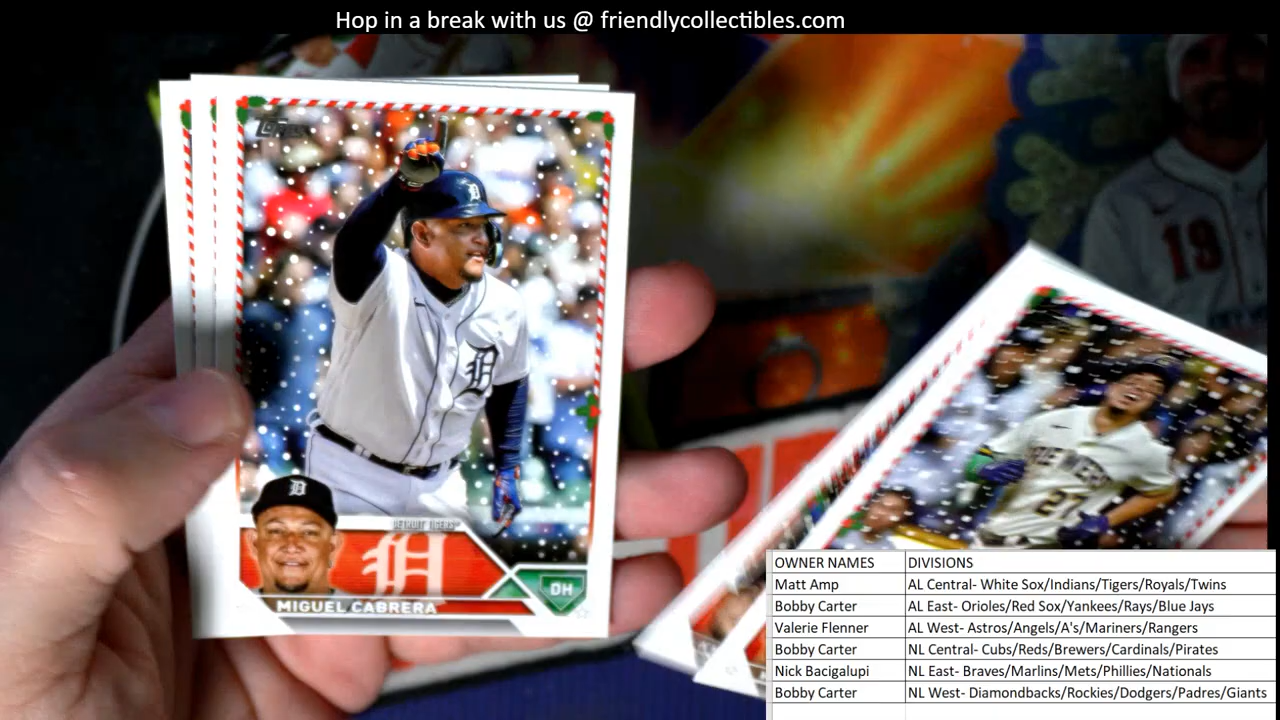 Hop in a break with us @ friendlycollectibles.com
Topps
19
D
D
BREWERS
27
DETROIT TIGERS
D
DH
MIGUEL CABRERA
OWNER NAMES DIVISIONS
Matt Amp AL Central- White Sox/Indians/Tigers/Royals/Twins
Bobby Carter AL East- Orioles/Red Sox/Yankees/Rays/Blue Jays
Valerie Flenner AL West- Astros/Angels/A's/Mariners/Rangers
Bobby Carter NL Central- Cubs/Reds/Brewers/Cardinals/Pirates
Nick Bacigalupi NL East- Braves/Marlins/Mets/Phillies/Nationals
Bobby Carter NL West- Diamondbacks/Rockies/Dodgers/Padres/Giants